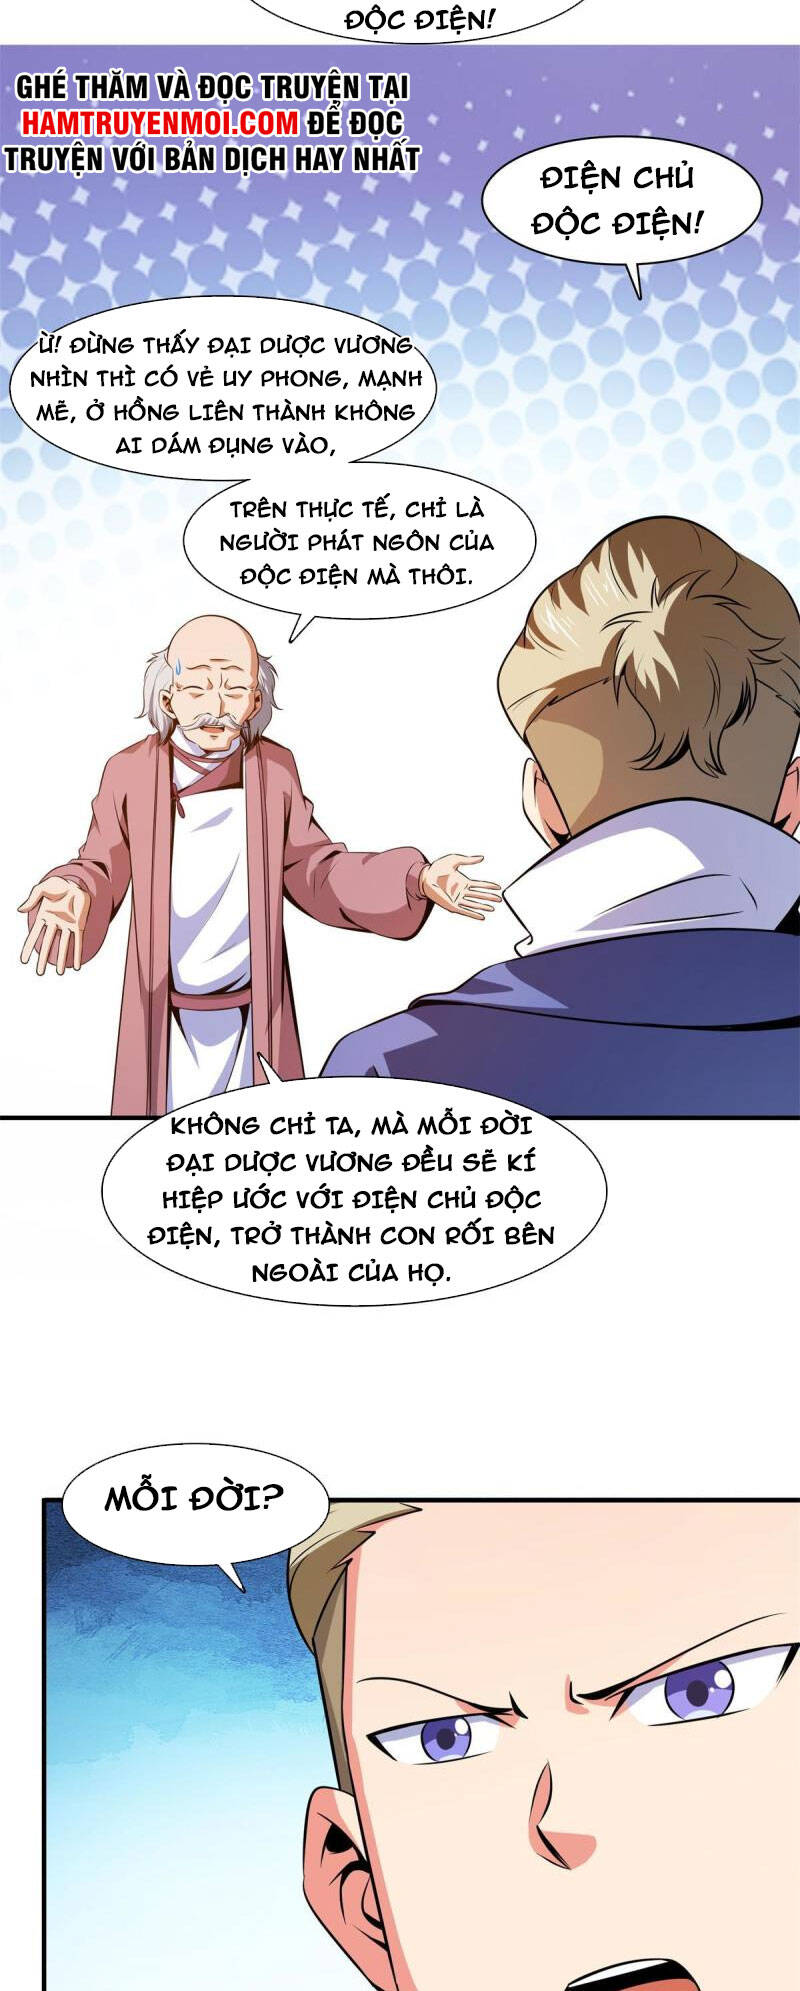 ĐỘC ĐIỆN!
GHÉ THĂM VÀ ĐỌC TRUYỆN TẠI
HAMTRUYENMOI.COM ĐỂ ĐỌC
TRUYỆN VỚI BẢN DỊCH HAY NHẤT
ĐIỆN CHỦ
ĐỘC ĐIỆN!
Ừ! ĐỪNG THẤY ĐẠI DƯỢC VƯƠNG
NHÌN THÌ CÓ VẺ UY PHONG, MẠNH
MẼ, Ở HỒNG LIÊN THÀNH KHÔNG
AI DÁM ĐỤNG VÀO,
TRÊN THỰC TẾ, CHỈ LÀ
NGƯỜI PHÁT NGÔN CỦA
ĐỘC ĐIỆN MÀ THÔI.
KHÔNG CHỈ TA, MÀ MỖI ĐỜI
ĐẠI DƯỢC VƯƠNG ĐỀU SẼ KÍ
HIỆP ƯỚC VỚI ĐIỆN CHỦ ĐỘC
ĐIỆN, TRỞ THÀNH CON RỐI BÊN
NGOÀI CỦA HỌ.
MỖI ĐỜI?